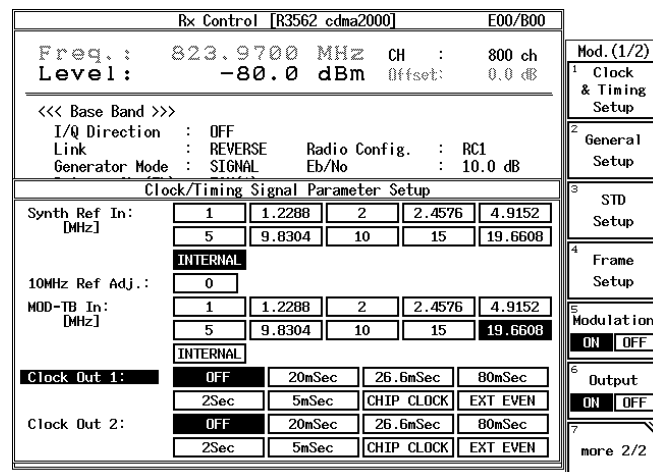 Rx Control [R3562 cdma2000] E00/B00
Freq.: 823.9700 MHz CH : 800 ch
Level: -80.0 dBm Offset: 0.0 dB
<<< Base Band >>>
I/Q Direction : OFF
Link : REVERSE Radio Config. : RC1
Generator Mode : SIGNAL Eb/No : 10.0 dB
Clock/Timing Signal Parameter Setup
Synth Ref In: 1 1.2288 2 2.4576 4.9152
[MHz]
5 9.8304 10 15 19.6608
INTERNAL
10MHz Ref Adj.: 0
MOD-TB In: 1 1.2288 2 2.4576 4.9152
[MHz]
5 9.8304 10 15 19.6608
INTERNAL
Clock Out 1: OFF 20mSec 26.6mSec 80mSec
2Sec 5mSec CHIP CLOCK EXT EVEN
Clock Out 2: OFF 20mSec 26.6mSec 80mSec
2Sec 5mSec CHIP CLOCK EXT EVEN
Mod.(1/2)
1 Clock
& Timing
Setup
2
General
Setup
3
STD
Setup
4
Frame
Setup
5
Modulation
ON OFF
6
Output
ON OFF
7
more 2/2